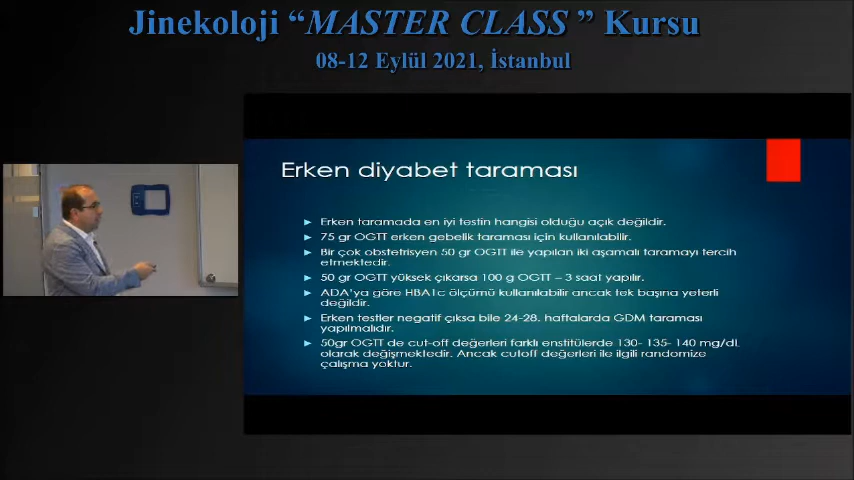 Jinekoloji “MASTER CLASS ” Kursu
08-12 Eylül 2021, İstanbul
Erken diyabet taraması
Erken taramada en iyi testin hangisi olduğu açık değildir.
75 gr OGTT erken gebelik taraması için kullanılabilir.
Bir çok obstetrisyen 50 gr OGTT ile yapılan iki aşamalı taramayı tercih
etmektedir.
50 gr OGTT yüksek çıkarsa 100 g OGTT – 3 saat yapılır.
ADA'ya göre HBA1c ölçümü kullanılabilir ancak tek başına yeterli
değildir.
Erken testler negatif çıksa bile 24-28. haftalarda GDM taraması
yapılmalıdır.
50gr OGTT de cut-off değerleri farklı enstitülerde 130- 135- 140 mg/dL
olarak değişmektedir. Ancak cutoff değerleri ile ilgili randomize
çalışma yoktur.